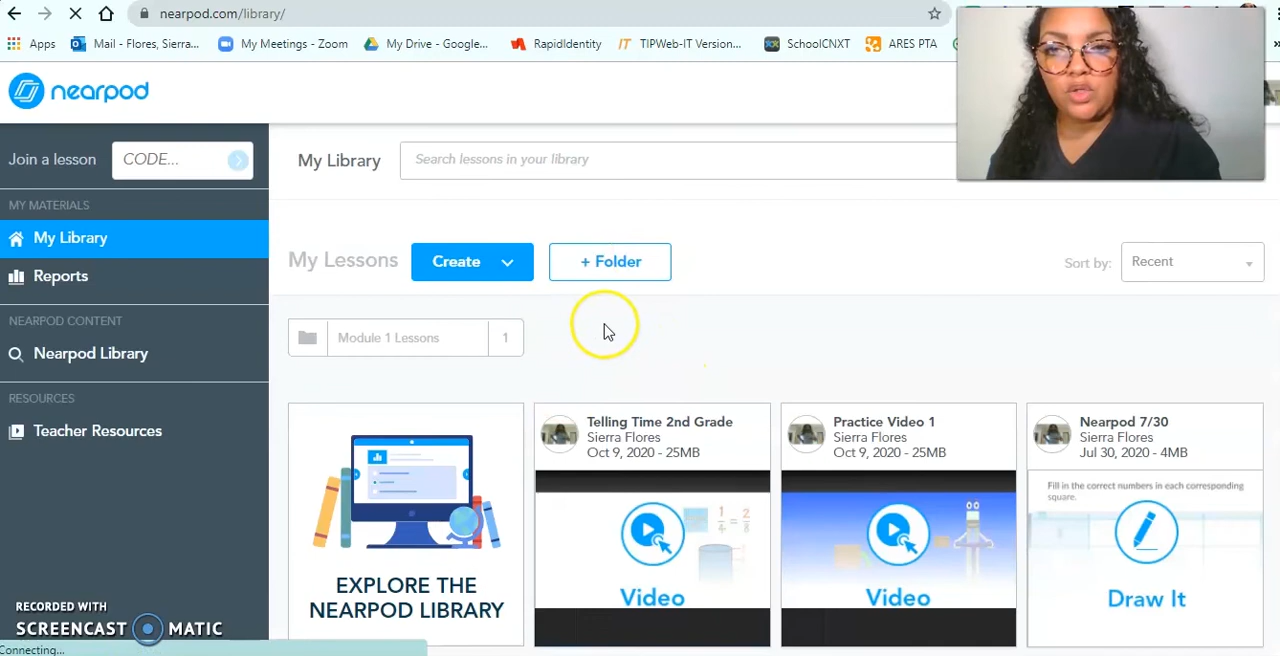 nearpod.com/library/
Apps
Mail - Flores, Sierra...
My Meetings - Zoom
My Drive - Google...
RapidIdentity
TIPWeb-IT Version...
SchoolCNXT
ARES PTA
nearpod
Join a lesson
CODE...
My Library
Search lessons in your library
MY MATERIALS
My Library
Reports
NEARPOD CONTENT
Nearpod Library
RESOURCES
Teacher Resources
My Lessons
Create
+ Folder
Sort by:
Recent
Module 1 Lessons
1
EXPLORE THE
NEARPOD LIBRARY
Telling Time 2nd Grade
Sierra Flores
Oct 9, 2020 - 25MB
Video
Practice Video 1
Sierra Flores
Oct 9, 2020 - 25MB
Video
Nearpod 7/30
Sierra Flores
Jul 30, 2020 - 4MB
Fill in the correct numbers in each corresponding
square.
Draw It
RECORDED WITH
SCREENCAST MATIC
Connecting...